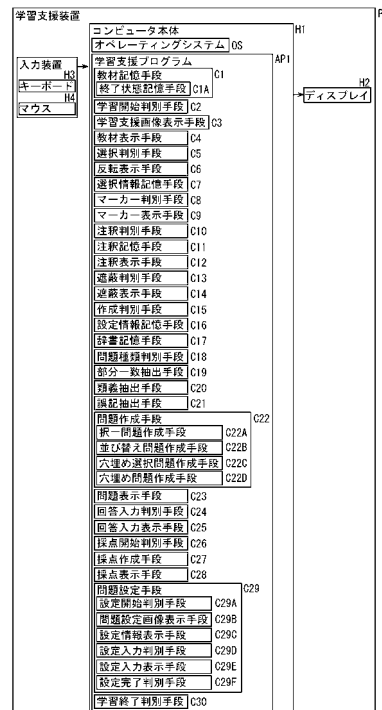 学習支援装置
P
コンピュータ本体
H1
オペレーティングシステム OS
学習支援プログラム
AP1
入力装置
H3
キーボード
H4
マウス
H2
ディスプレイ
教材記憶手段 C1
終了状態記憶手段 C1A
学習開始判別手段 C2
学習支援画像表示手段 C3
教材表示手段 C4
選択判別手段 C5
反転表示手段 C6
選択情報記憶手段 C7
マーカー判別手段 C8
マーカー表示手段 C9
注釈判別手段 C10
注釈記憶手段 C11
注釈表示手段 C12
遮蔽判別手段 C13
遮蔽表示手段 C14
作成判別手段 C15
設定情報記憶手段 C16
辞書記憶手段 C17
問題種類判別手段 C18
部分一致抽出手段 C19
類義抽出手段 C20
誤記抽出手段 C21
問題作成手段 C22
択一問題作成手段 C22A
並び替え問題作成手段 C22B
穴埋め選択問題作成手段 C22C
穴埋め問題作成手段 C22D
問題表示手段 C23
回答入力判別手段 C24
回答入力表示手段 C25
採点開始判別手段 C26
採点作成手段 C27
採点表示手段 C28
問題設定手段 C29
設定開始判別手段 C29A
問題設定画像表示手段 C29B
設定情報表示手段 C29C
設定入力判別手段 C29D
設定入力表示手段 C29E
設定完了判別手段 C29F
学習終了判別手段 C30